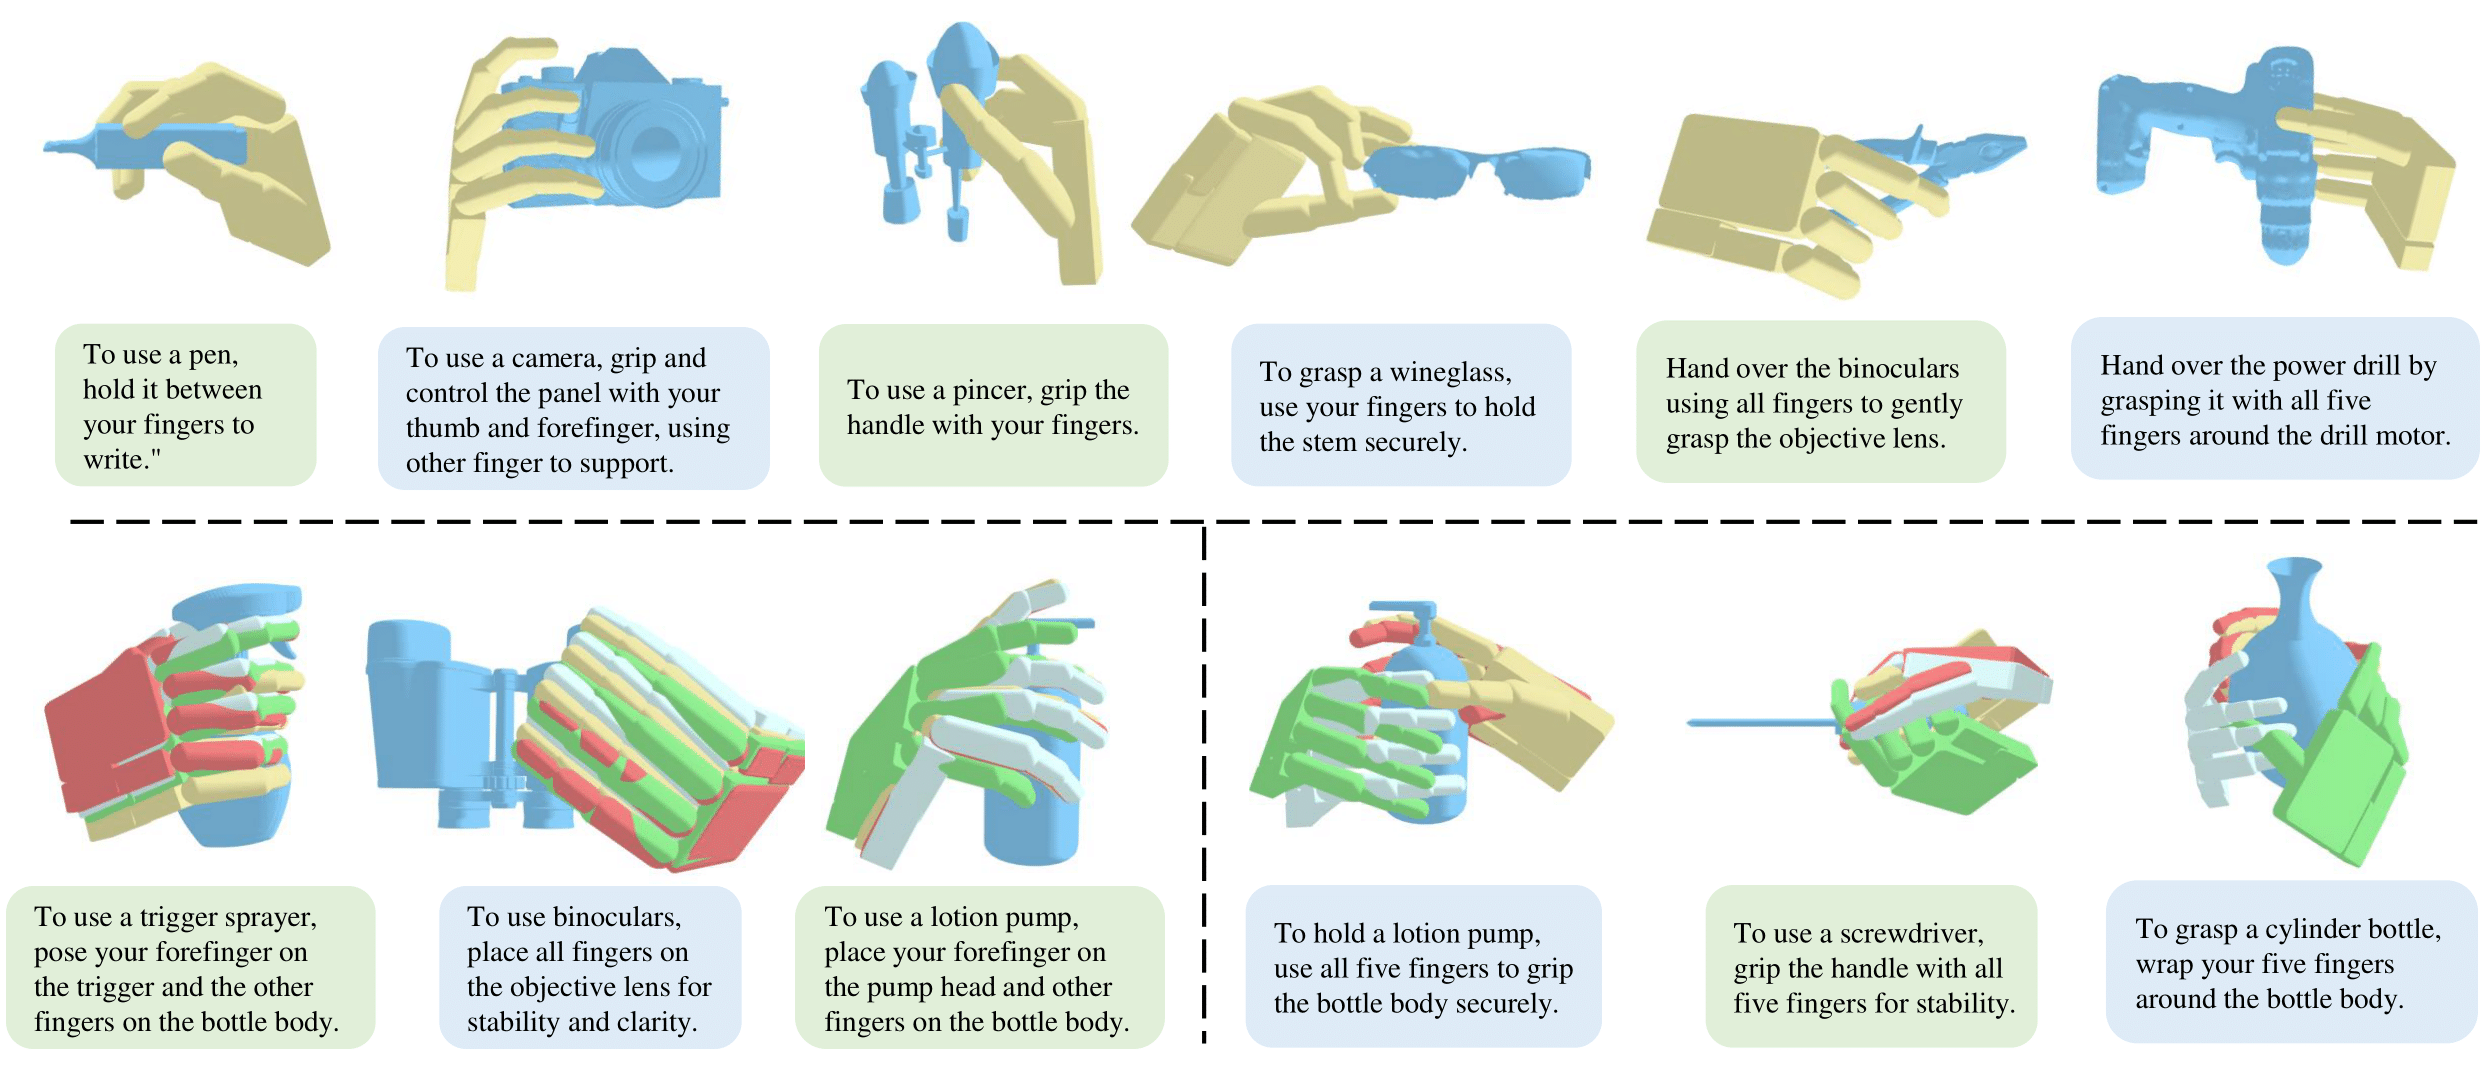 To use a pen,
hold it between
your fingers to
write."
To use a camera, grip and
control the panel with your
thumb and forefinger, using
other finger to support.
To use a pincer, grip the
handle with your fingers.
To grasp a wineglass,
use your fingers to hold
the stem securely.
Hand over the binoculars
using all fingers to gently
grasp the objective lens.
Hand over the power drill by
grasping it with all five
fingers around the drill motor.
To use a trigger sprayer,
pose your forefinger on
the trigger and the other
fingers on the bottle body.
To use binoculars,
place all fingers on
the objective lens for
stability and clarity.
To use a lotion pump,
place your forefinger on
the pump head and other
fingers on the bottle body.
To hold a lotion pump,
use all five fingers to grip
the bottle body securely.
To use a screwdriver,
grip the handle with all
five fingers for stability.
To grasp a cylinder bottle,
wrap your five fingers
around the bottle body.